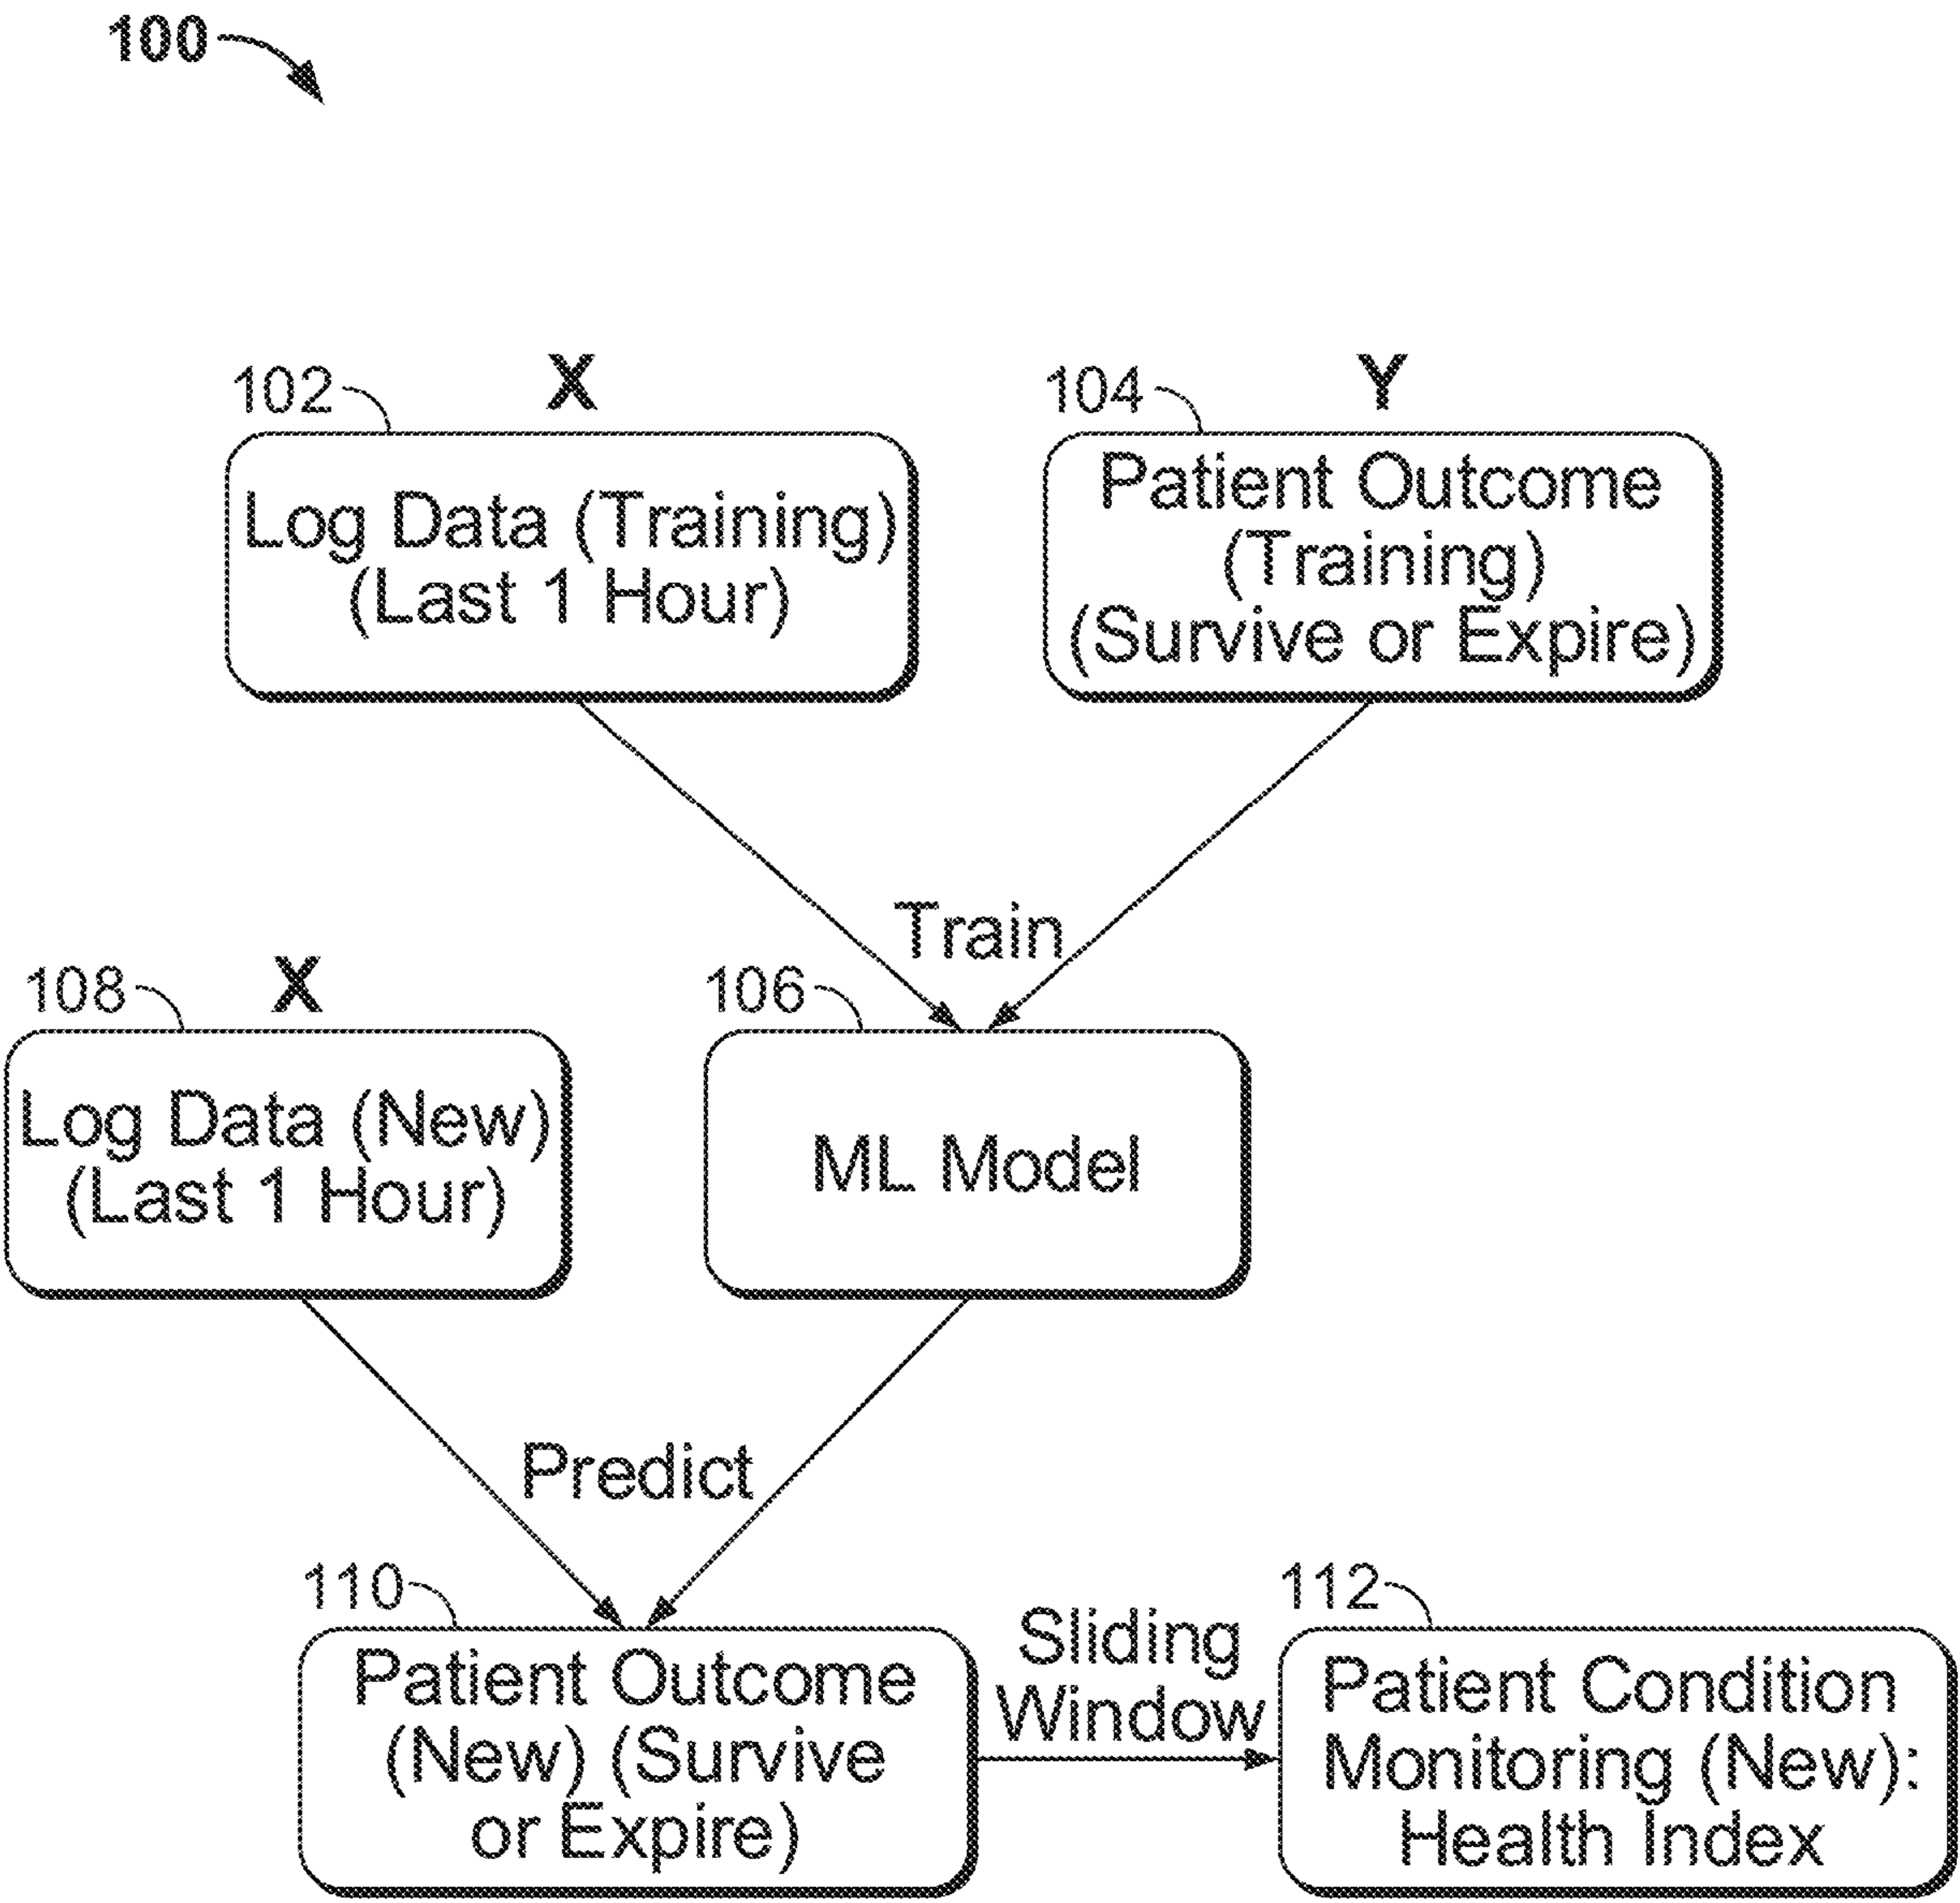 100
102
X
Log Data (Training)
(Last 1 Hour)
104
Y
Patient Outcome
(Training)
(Survive or Expire)
Train
108
X
Log Data (New)
(Last 1 Hour)
106
ML Model
Predict
110
Patient Outcome
(New) (Survive
or Expire)
Sliding
Window
112
Patient Condition
Monitoring (New):
Health Index